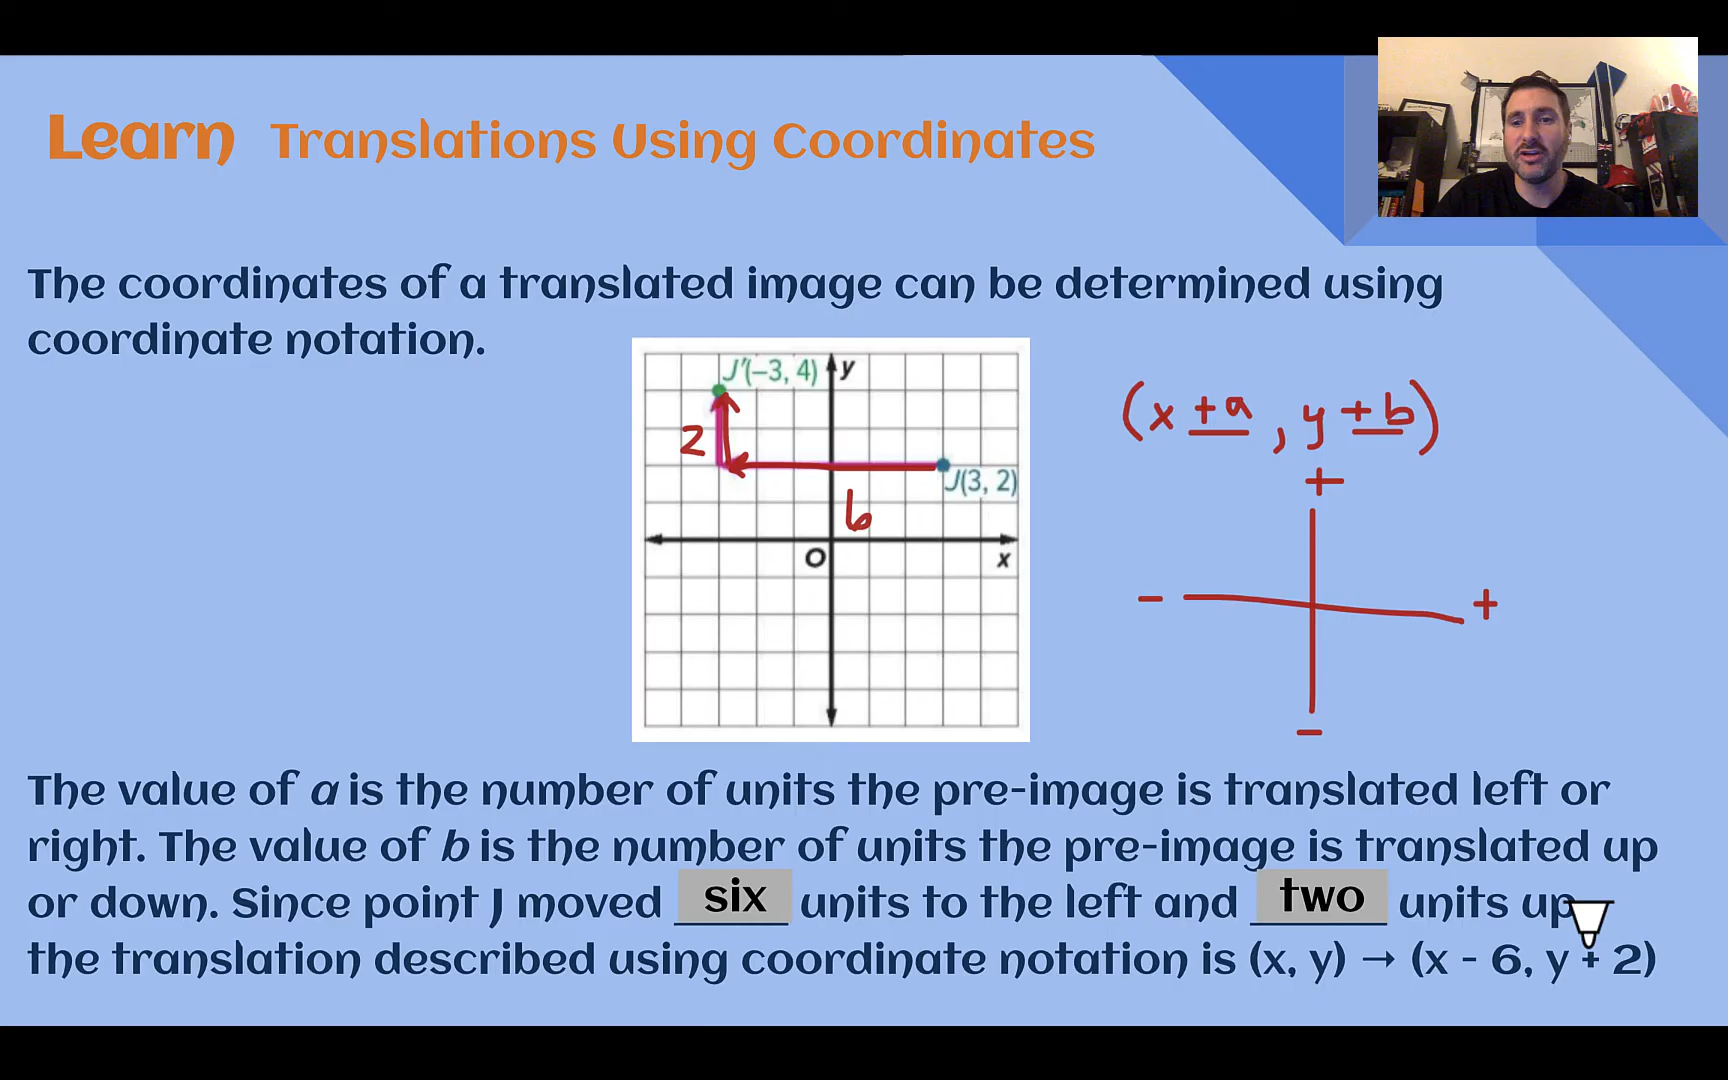 Learn Translations Using Coordinates
The coordinates of a translated image can be determined using
coordinate notation.
J′(−3, 4)
y
2
J(3, 2)
6
O
x
(x + a, y + b)
+
− +
−
The value of a is the number of units the pre-image is translated left or
right. The value of b is the number of units the pre-image is translated up
or down. Since point J moved six units to the left and two units up
the translation described using coordinate notation is (x, y) → (x - 6, y + 2)